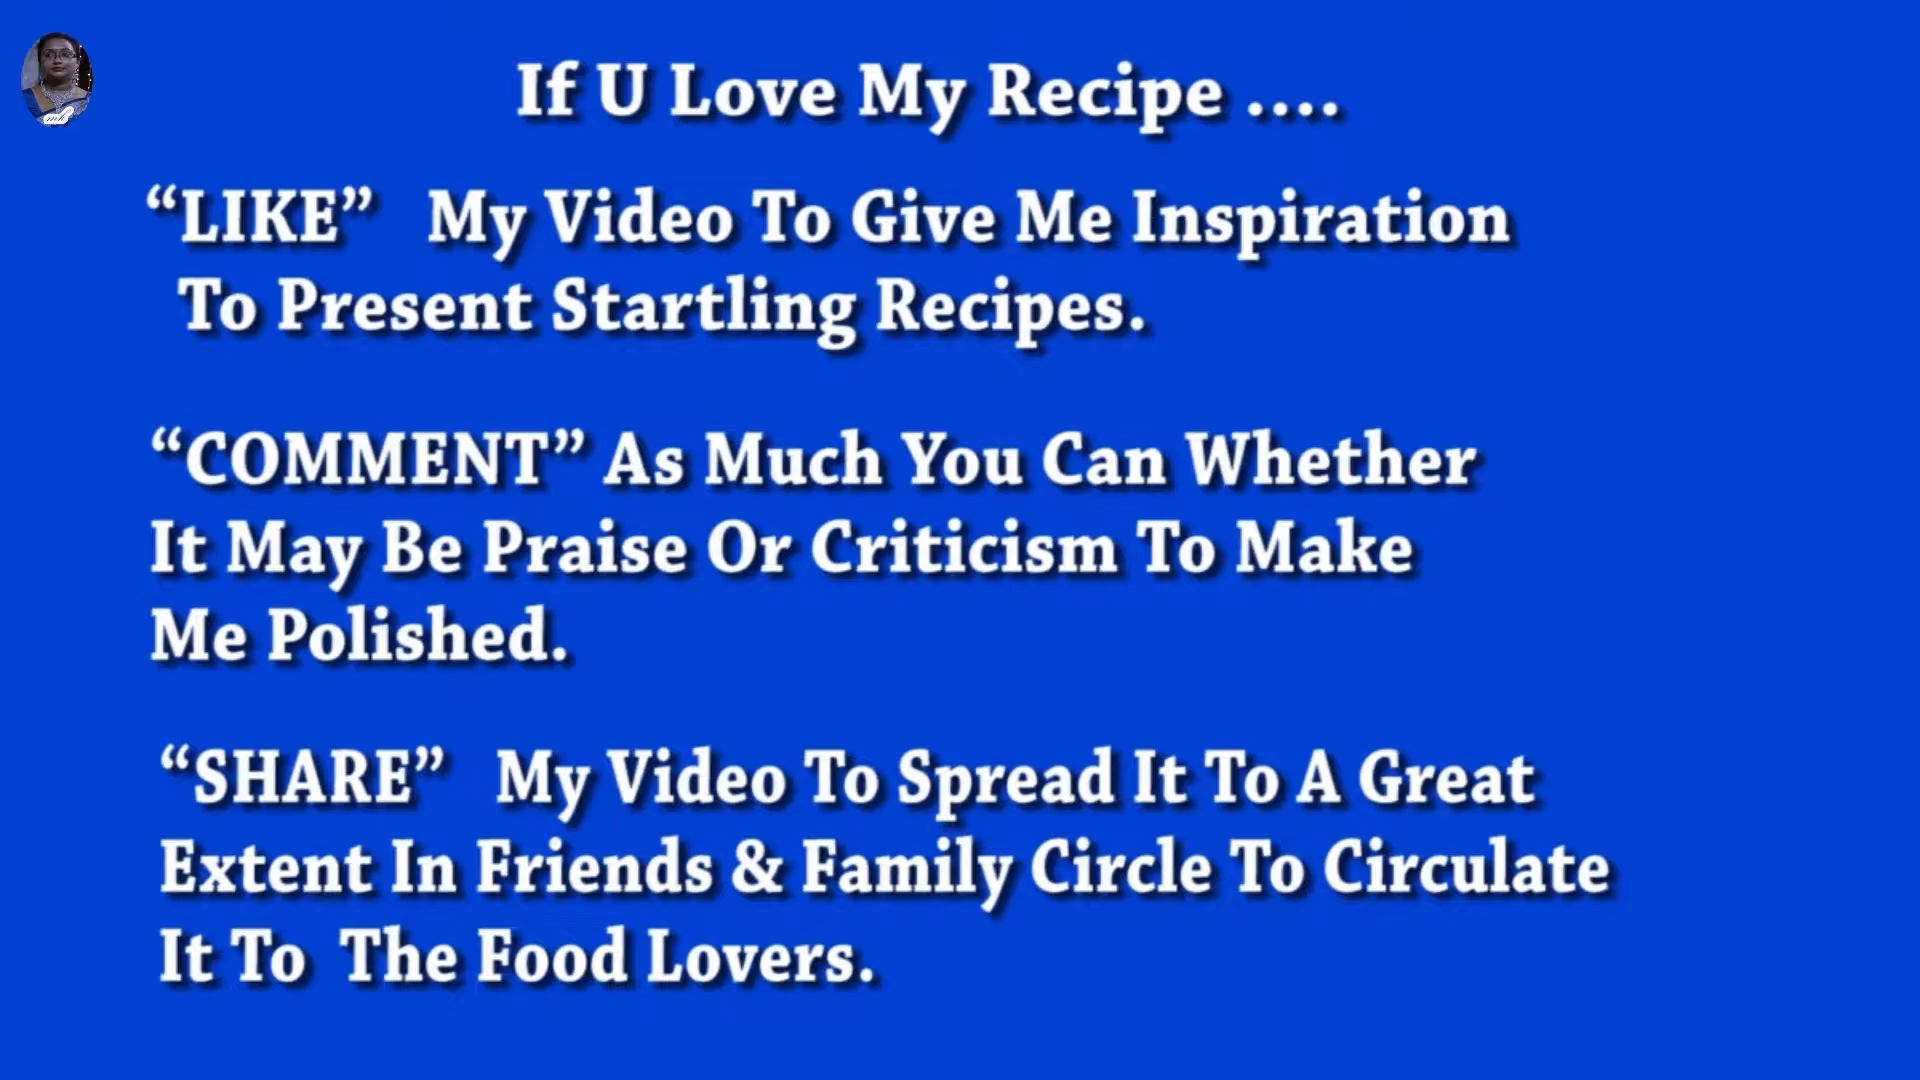 If U Love My Recipe ....
“LIKE” My Video To Give Me Inspiration
To Present Startling Recipes.
“COMMENT” As Much You Can Whether
It May Be Praise Or Criticism To Make
Me Polished.
“SHARE” My Video To Spread It To A Great
Extent In Friends & Family Circle To Circulate
It To The Food Lovers.
mk